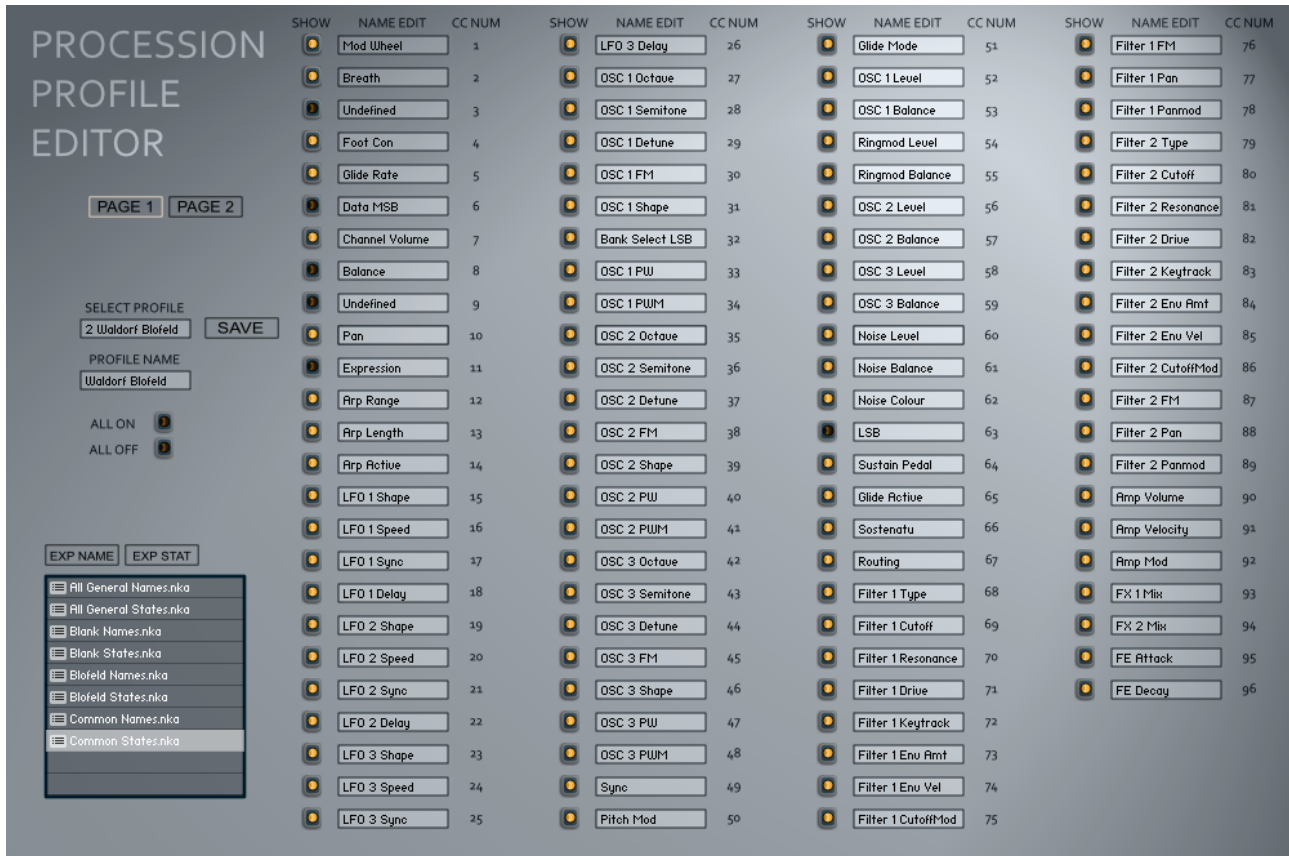 PROCESSION
PROFILE
EDITOR
PAGE 1 PAGE 2
SELECT PROFILE
2 Waldorf Blofeld SAVE
PROFILE NAME
Waldorf Blofeld
ALL ON
ALL OFF
EXP NAME EXP STAT
All General Names.nka
All General States.nka
Blank Names.nka
Blank States.nka
Blofeld Names.nka
Blofeld States.nka
Common Names.nka
Common States.nka
SHOW NAME EDIT CC NUM
Mod Wheel 1
Breath 2
Undefined 3
Foot Con 4
Glide Rate 5
Data MSB 6
Channel Volume 7
Balance 8
Undefined 9
Pan 10
Expression 11
Arp Range 12
Arp Length 13
Arp Active 14
LFO 1 Shape 15
LFO 1 Speed 16
LFO 1 Sync 17
LFO 1 Delay 18
LFO 2 Shape 19
LFO 2 Speed 20
LFO 2 Sync 21
LFO 2 Delay 22
LFO 3 Shape 23
LFO 3 Speed 24
LFO 3 Sync 25
SHOW NAME EDIT CC NUM
LFO 3 Delay 26
OSC 1 Octave 27
OSC 1 Semitone 28
OSC 1 Detune 29
OSC 1 FM 30
OSC 1 Shape 31
Bank Select LSB 32
OSC 1 PW 33
OSC 1 PWM 34
OSC 2 Octave 35
OSC 2 Semitone 36
OSC 2 Detune 37
OSC 2 FM 38
OSC 2 Shape 39
OSC 2 PW 40
OSC 2 PWM 41
OSC 3 Octave 42
OSC 3 Semitone 43
OSC 3 Detune 44
OSC 3 FM 45
OSC 3 Shape 46
OSC 3 PW 47
OSC 3 PWM 48
Sync 49
Pitch Mod 50
SHOW NAME EDIT CC NUM
Glide Mode 51
OSC 1 Level 52
OSC 1 Balance 53
Ringmod Level 54
Ringmod Balance 55
OSC 2 Level 56
OSC 2 Balance 57
OSC 3 Level 58
OSC 3 Balance 59
Noise Level 60
Noise Balance 61
Noise Colour 62
LSB 63
Sustain Pedal 64
Glide Active 65
Sostenatu 66
Routing 67
Filter 1 Type 68
Filter 1 Cutoff 69
Filter 1 Resonance 70
Filter 1 Drive 71
Filter 1 Keytrack 72
Filter 1 Env Amt 73
Filter 1 Env Vel 74
Filter 1 CutoffMod 75
SHOW NAME EDIT CC NUM
Filter 1 FM 76
Filter 1 Pan 77
Filter 1 Panmod 78
Filter 2 Type 79
Filter 2 Cutoff 80
Filter 2 Resonance 81
Filter 2 Drive 82
Filter 2 Keytrack 83
Filter 2 Env Amt 84
Filter 2 Env Vel 85
Filter 2 CutoffMod 86
Filter 2 FM 87
Filter 2 Pan 88
Filter 2 Panmod 89
Amp Volume 90
Amp Velocity 91
Amp Mod 92
FX 1 Mix 93
FX 2 Mix 94
FE Attack 95
FE Decay 96